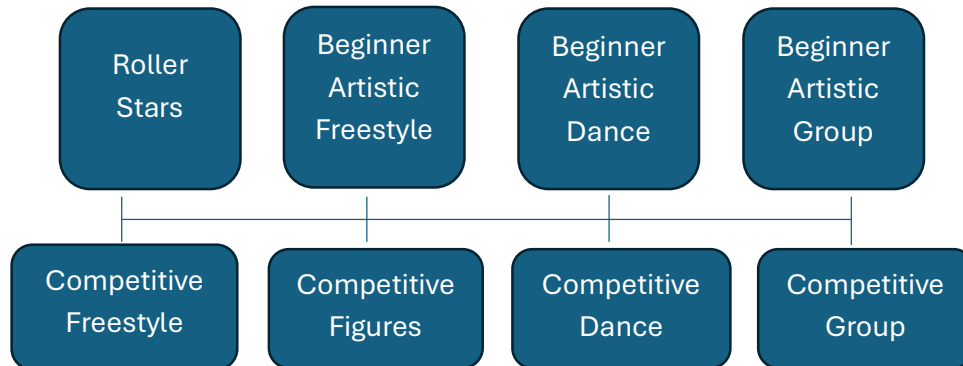 Roller
Stars
Beginner
Artistic
Freestyle
Beginner
Artistic
Dance
Beginner
Artistic
Group
Competitive
Freestyle
Competitive
Figures
Competitive
Dance
Competitive
Group